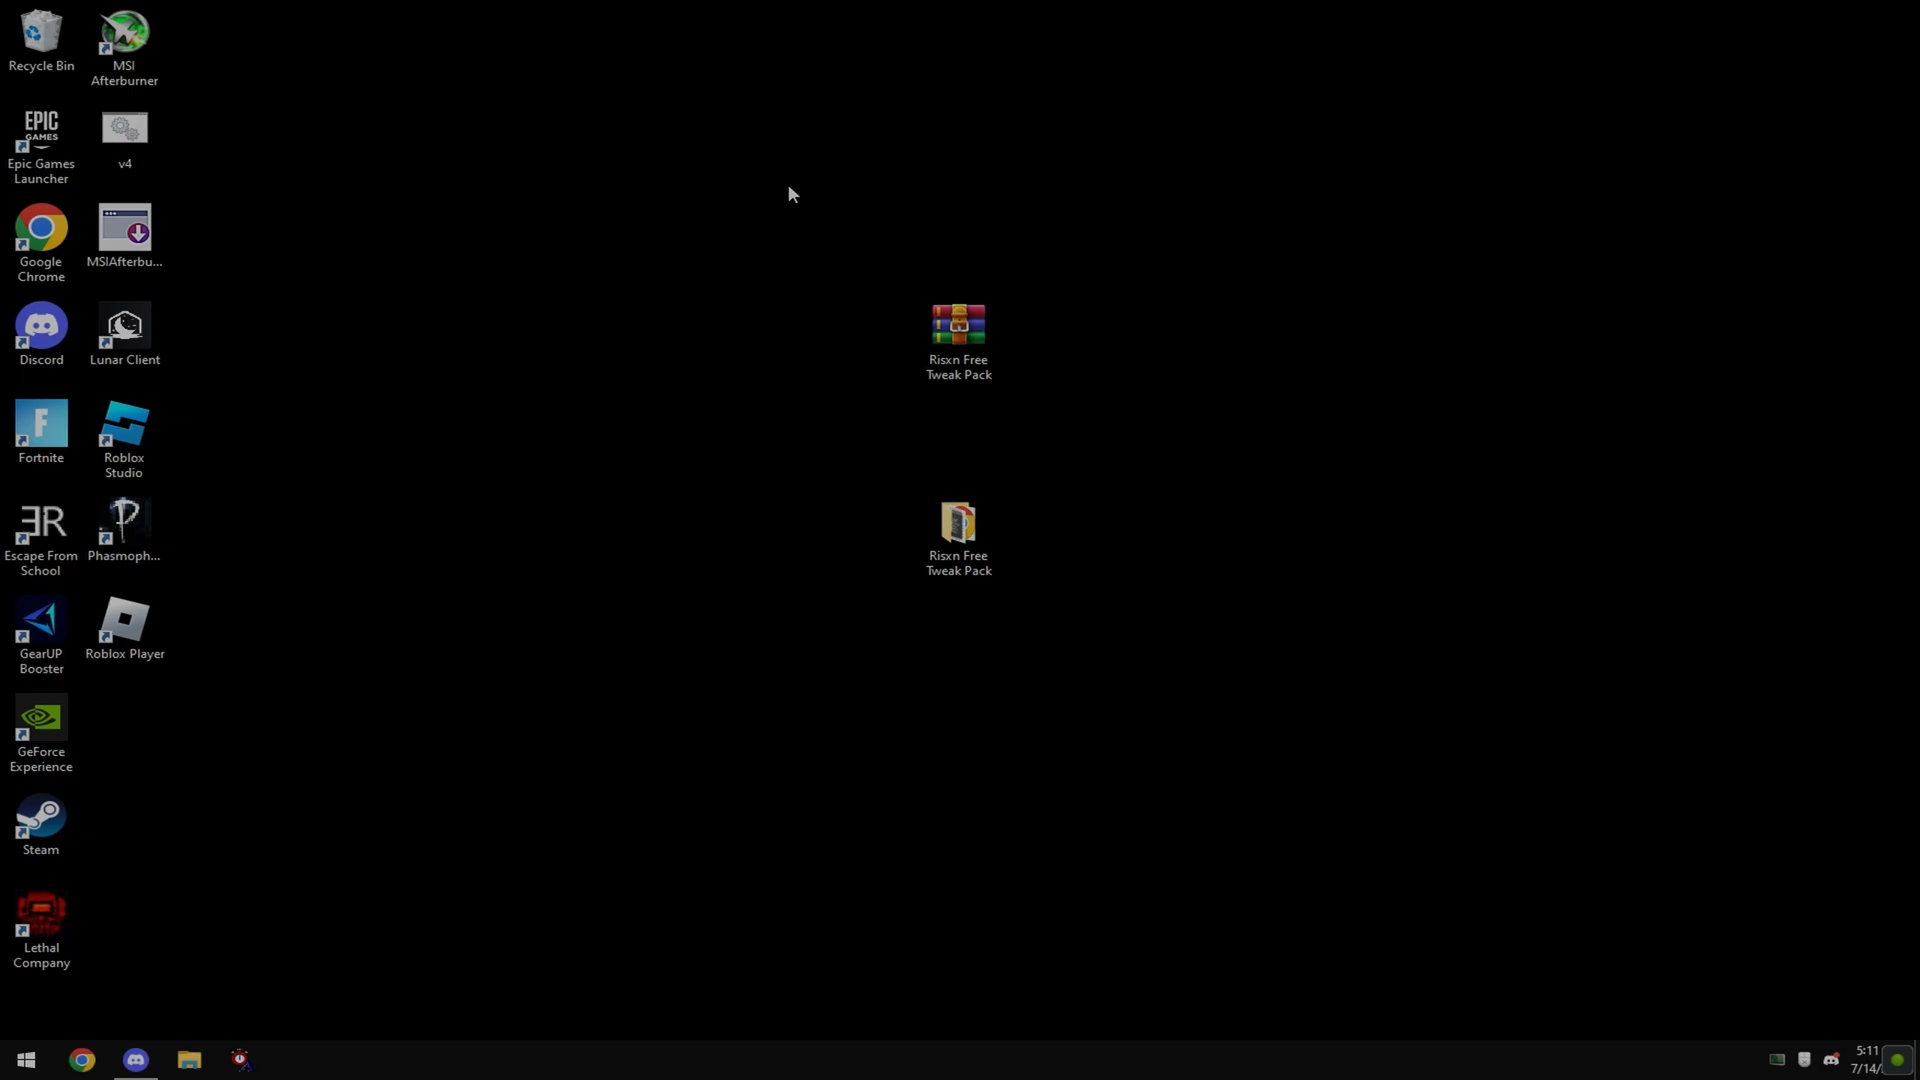 Recycle Bin
MSI
Afterburner
EPIC
GAMES
Epic Games
Launcher
v4
Google
Chrome
MSIAfterbu...
Discord
Lunar Client
F
Fortnite
Roblox
Studio
ER
Escape From
School
P
Phasmoph...
GearUP
Booster
Roblox Player
GeForce
Experience
Steam
Lethal
Company
Risxn Free
Tweak Pack
Risxn Free
Tweak Pack
5:11
7/14/